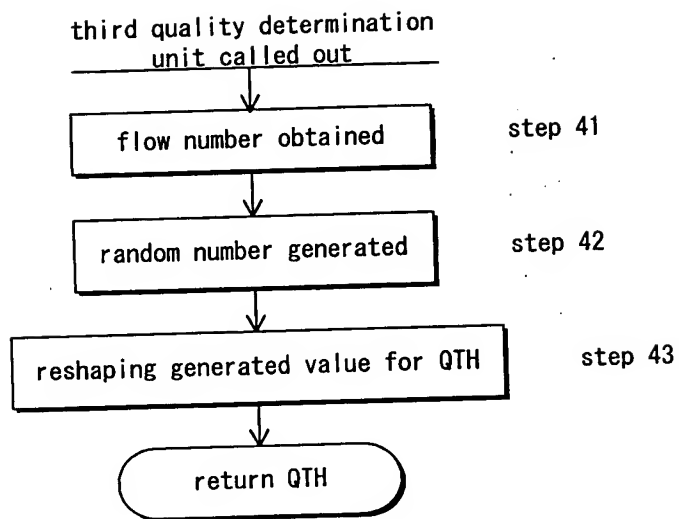 third quality determination
unit called out
flow number obtained
step 41
random number generated
step 42
reshaping generated value for QTH
step 43
return QTH